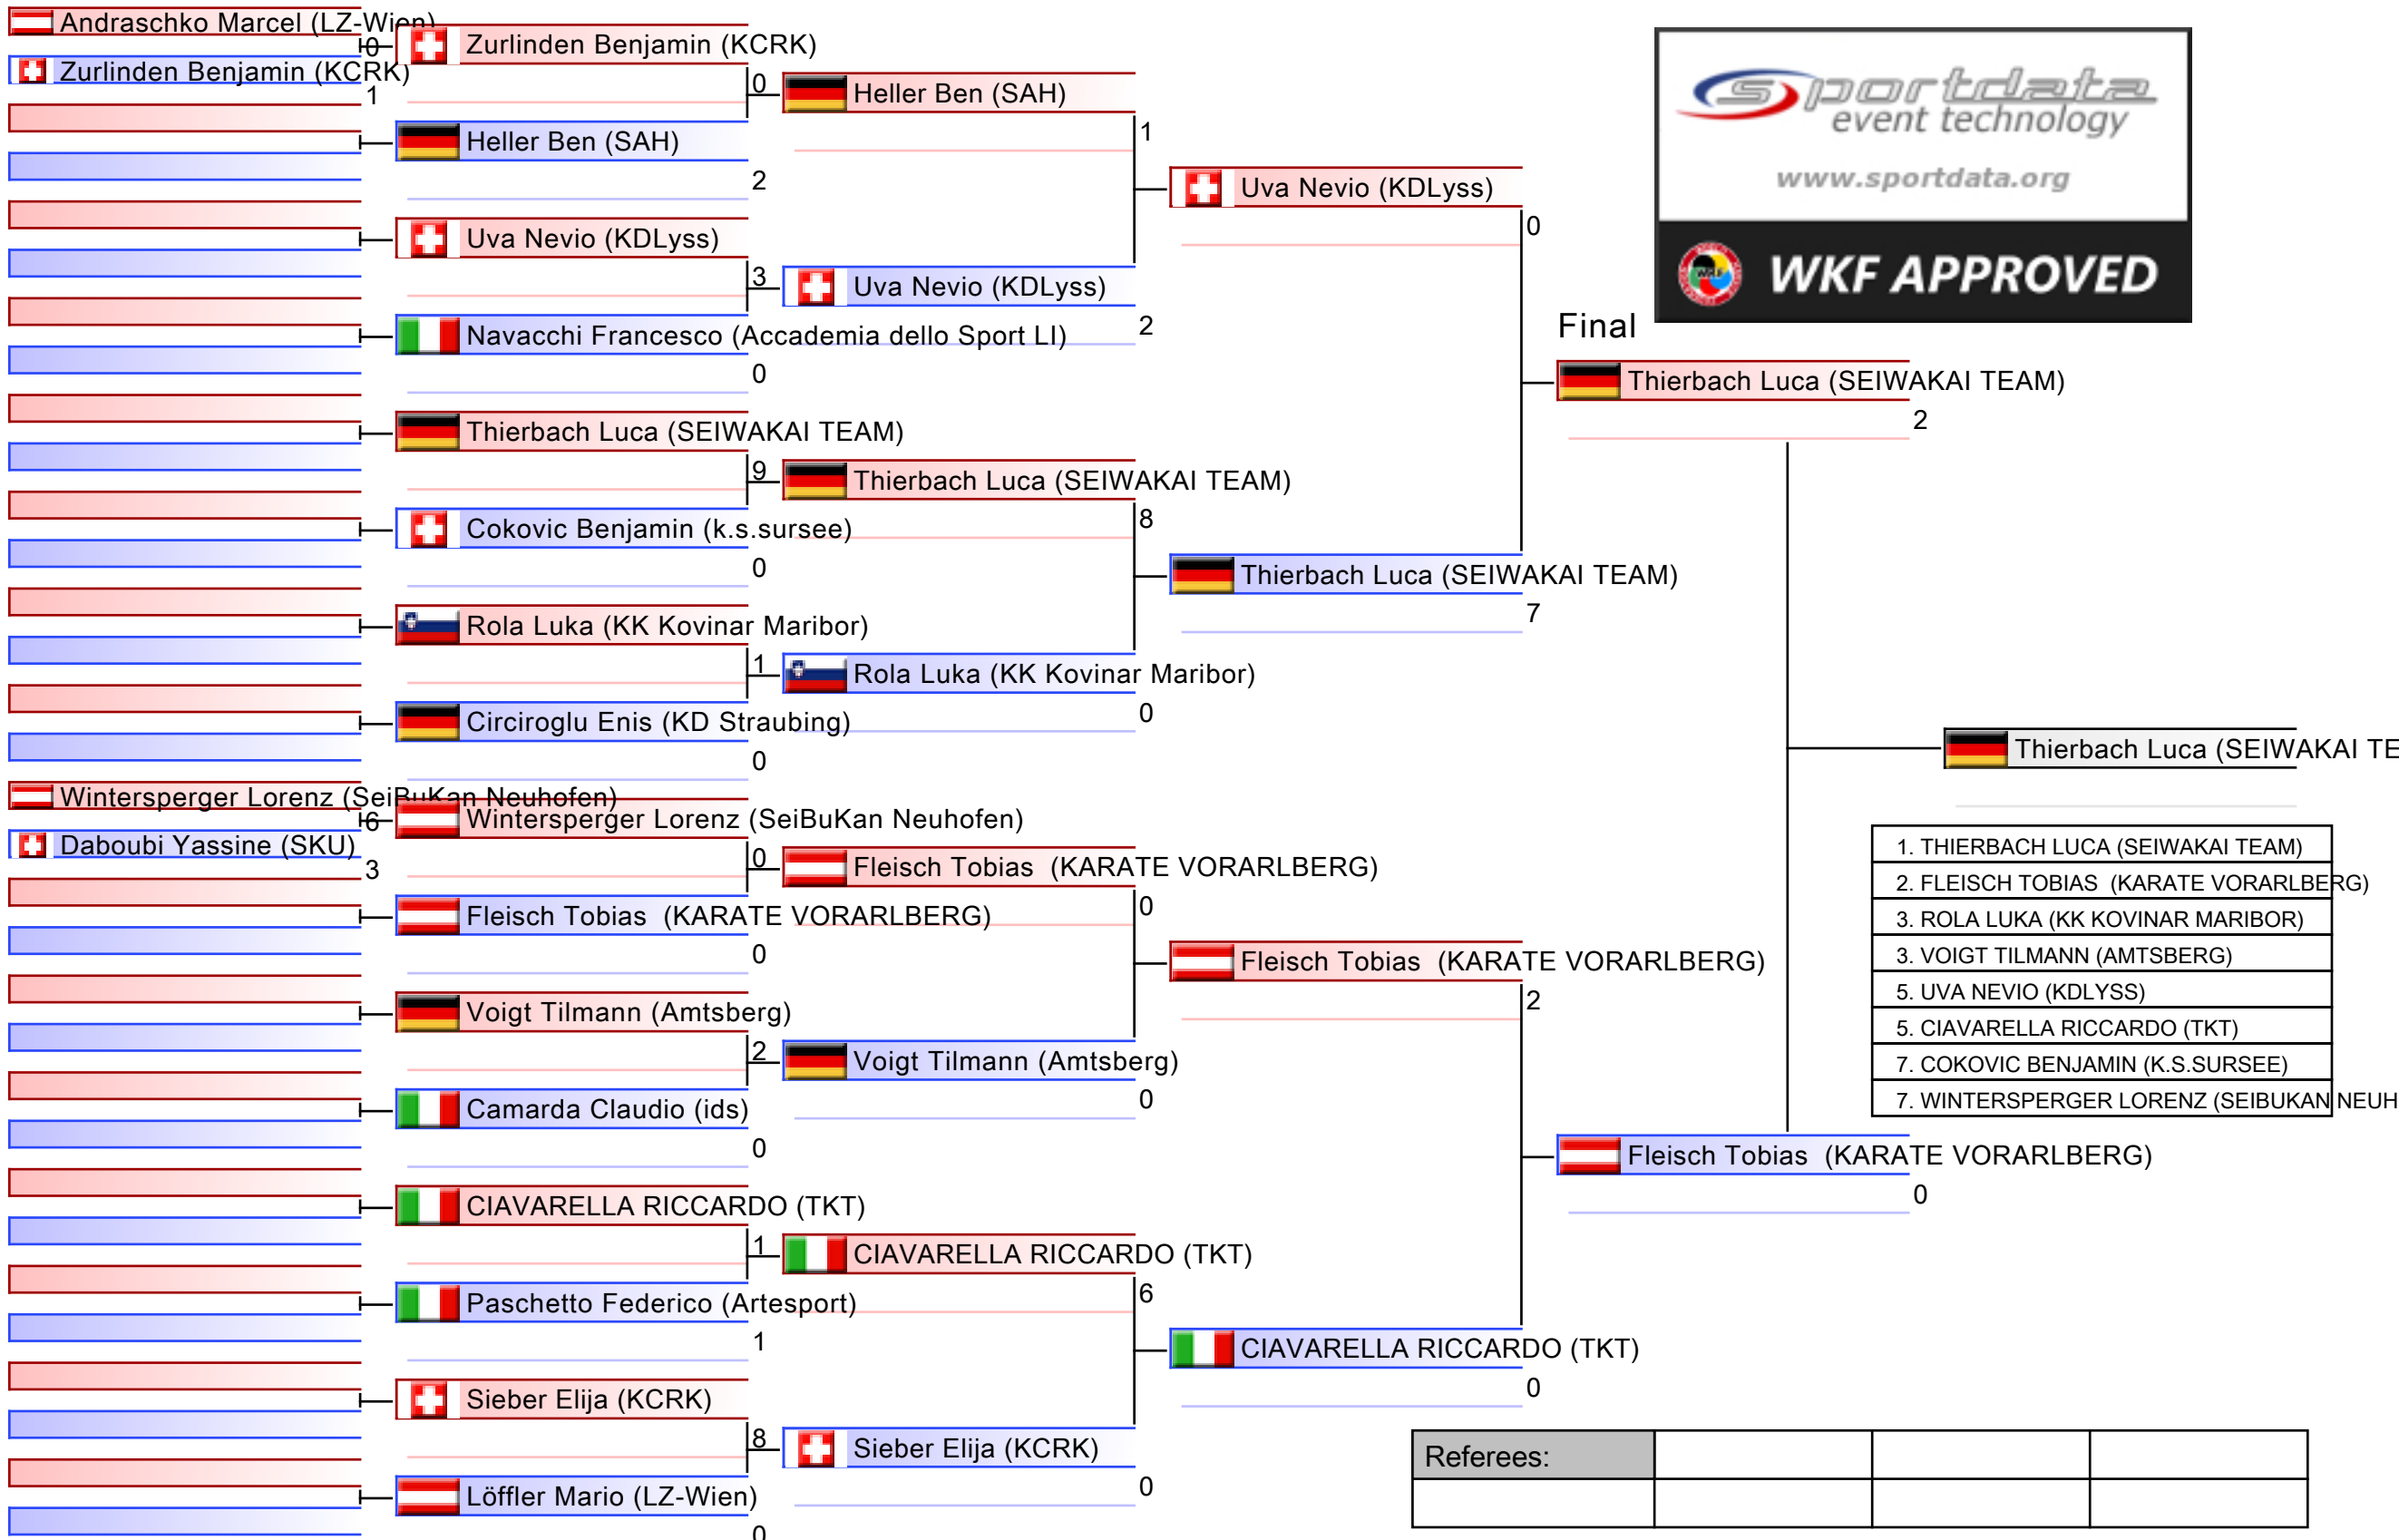 Andraschko Marcel (LZ-Wien)
0
Zurlinden Benjamin (KCRK)
1
Wintersperger Lorenz (SeiBuKan Neuhofen)
6
Daboubi Yassine (SKU)
3
Zurlinden Benjamin (KCRK)
0
Heller Ben (SAH)
2
Uva Nevio (KDLyss)
3
Navacchi Francesco (Accademia dello Sport LI)
0
Thierbach Luca (SEIWAKAI TEAM)
9
Cokovic Benjamin (k.s.sursee)
0
Rola Luka (KK Kovinar Maribor)
1
Circiroglu Enis (KD Straubing)
0
Wintersperger Lorenz (SeiBuKan Neuhofen)
0
Fleisch Tobias (KARATE VORARLBERG)
0
Voigt Tilmann (Amtsberg)
2
Camarda Claudio (ids)
0
CIAVARELLA RICCARDO (TKT)
1
Paschetto Federico (Artesport)
1
Sieber Elija (KCRK)
8
Löffler Mario (LZ-Wien)
0
Heller Ben (SAH)
1
Uva Nevio (KDLyss)
2
Thierbach Luca (SEIWAKAI TEAM)
8
Rola Luka (KK Kovinar Maribor)
0
Fleisch Tobias (KARATE VORARLBERG)
0
Voigt Tilmann (Amtsberg)
0
CIAVARELLA RICCARDO (TKT)
6
Sieber Elija (KCRK)
0
Uva Nevio (KDLyss)
0
Thierbach Luca (SEIWAKAI TEAM)
7
Fleisch Tobias (KARATE VORARLBERG)
2
CIAVARELLA RICCARDO (TKT)
0
sportdata
event technology
www.sportdata.org
WKF APPROVED
Final
Thierbach Luca (SEIWAKAI TEAM)
2
Fleisch Tobias (KARATE VORARLBERG)
0
Thierbach Luca (SEIWAKAI TE
1. THIERBACH LUCA (SEIWAKAI TEAM)
2. FLEISCH TOBIAS (KARATE VORARLBERG)
3. ROLA LUKA (KK KOVINAR MARIBOR)
3. VOIGT TILMANN (AMTSBERG)
5. UVA NEVIO (KDLYSS)
5. CIAVARELLA RICCARDO (TKT)
7. COKOVIC BENJAMIN (K.S.SURSEE)
7. WINTERSPERGER LORENZ (SEIBUKAN NEUH
Referees: